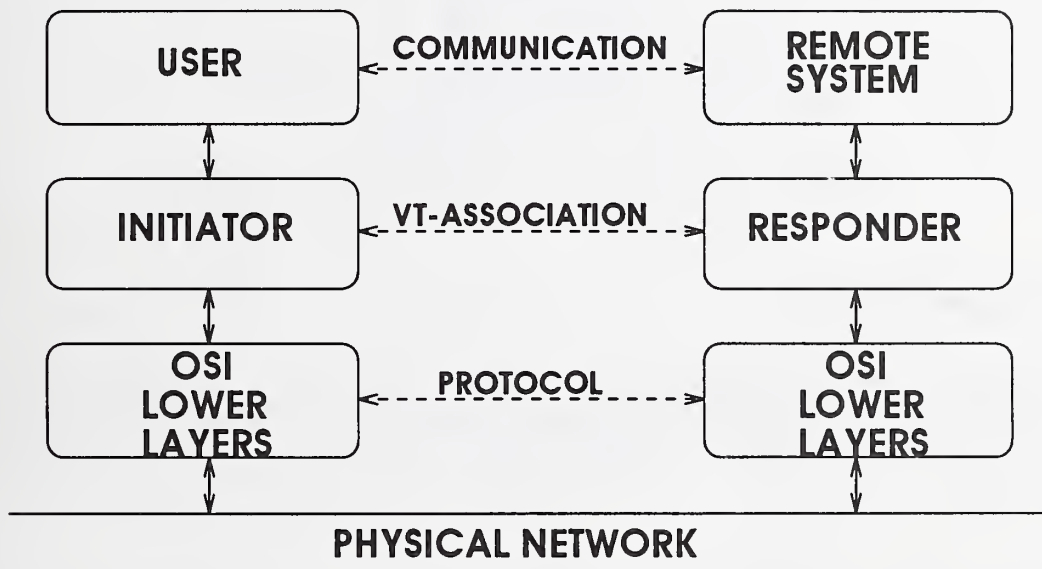 USER
COMMUNICATION
REMOTE
SYSTEM
INITIATOR
VT-ASSOCIATION
RESPONDER
OSI
LOWER
LAYERS
PROTOCOL
OSI
LOWER
LAYERS
PHYSICAL NETWORK